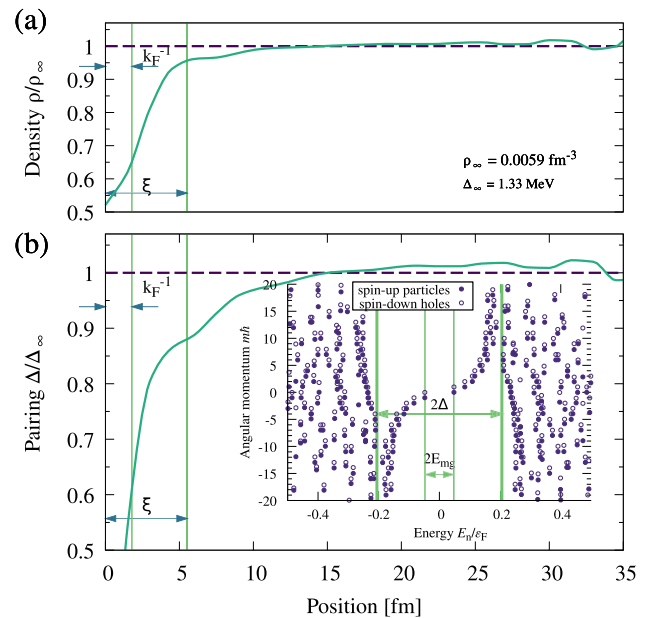 (a)
Density ρ/ρ∞
1
0.9
0.8
0.7
0.6
0.5
kF⁻¹
ξ
ρ∞ = 0.0059 fm⁻³
Δ∞ = 1.33 MeV
(b)
Pairing Δ/Δ∞
1
0.9
0.8
0.7
0.6
0.5
kF⁻¹
ξ
spin-up particles
spin-down holes
Angular momentum mħ
20
15
10
5
0
-5
-10
-15
-20
2Δ
2Emg
-0.4 -0.2 0 0.2 0.4
Energy En/εF
0 5 10 15 20 25 30 35
Position [fm]